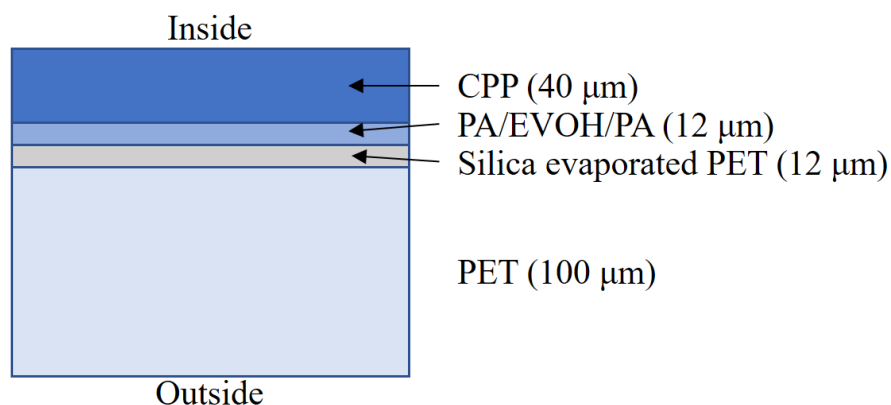 Inside
CPP (40 μm)
PA/EVOH/PA (12 μm)
Silica evaporated PET (12 μm)
PET (100 μm)
Outside